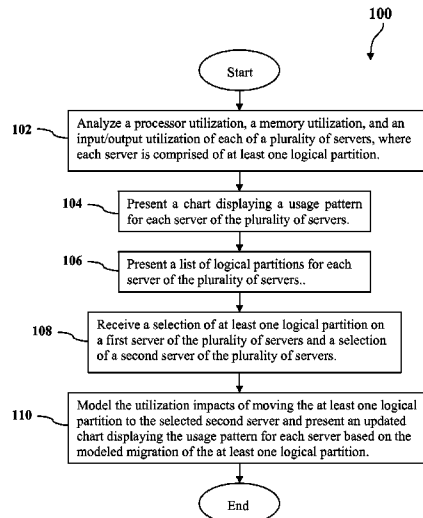 100
Start
102
Analyze a processor utilization, a memory utilization, and an
input/output utilization of each of a plurality of servers, where
each server is comprised of at least one logical partition.
104
Present a chart displaying a usage pattern
for each server of the plurality of servers.
106
Present a list of logical partitions for each
server of the plurality of servers..
108
Receive a selection of at least one logical partition on
a first server of the plurality of servers and a selection
of a second server of the plurality of servers.
110
Model the utilization impacts of moving the at least one logical
partition to the selected second server and present an updated
chart displaying the usage pattern for each server based on the
modeled migration of the at least one logical partition.
End